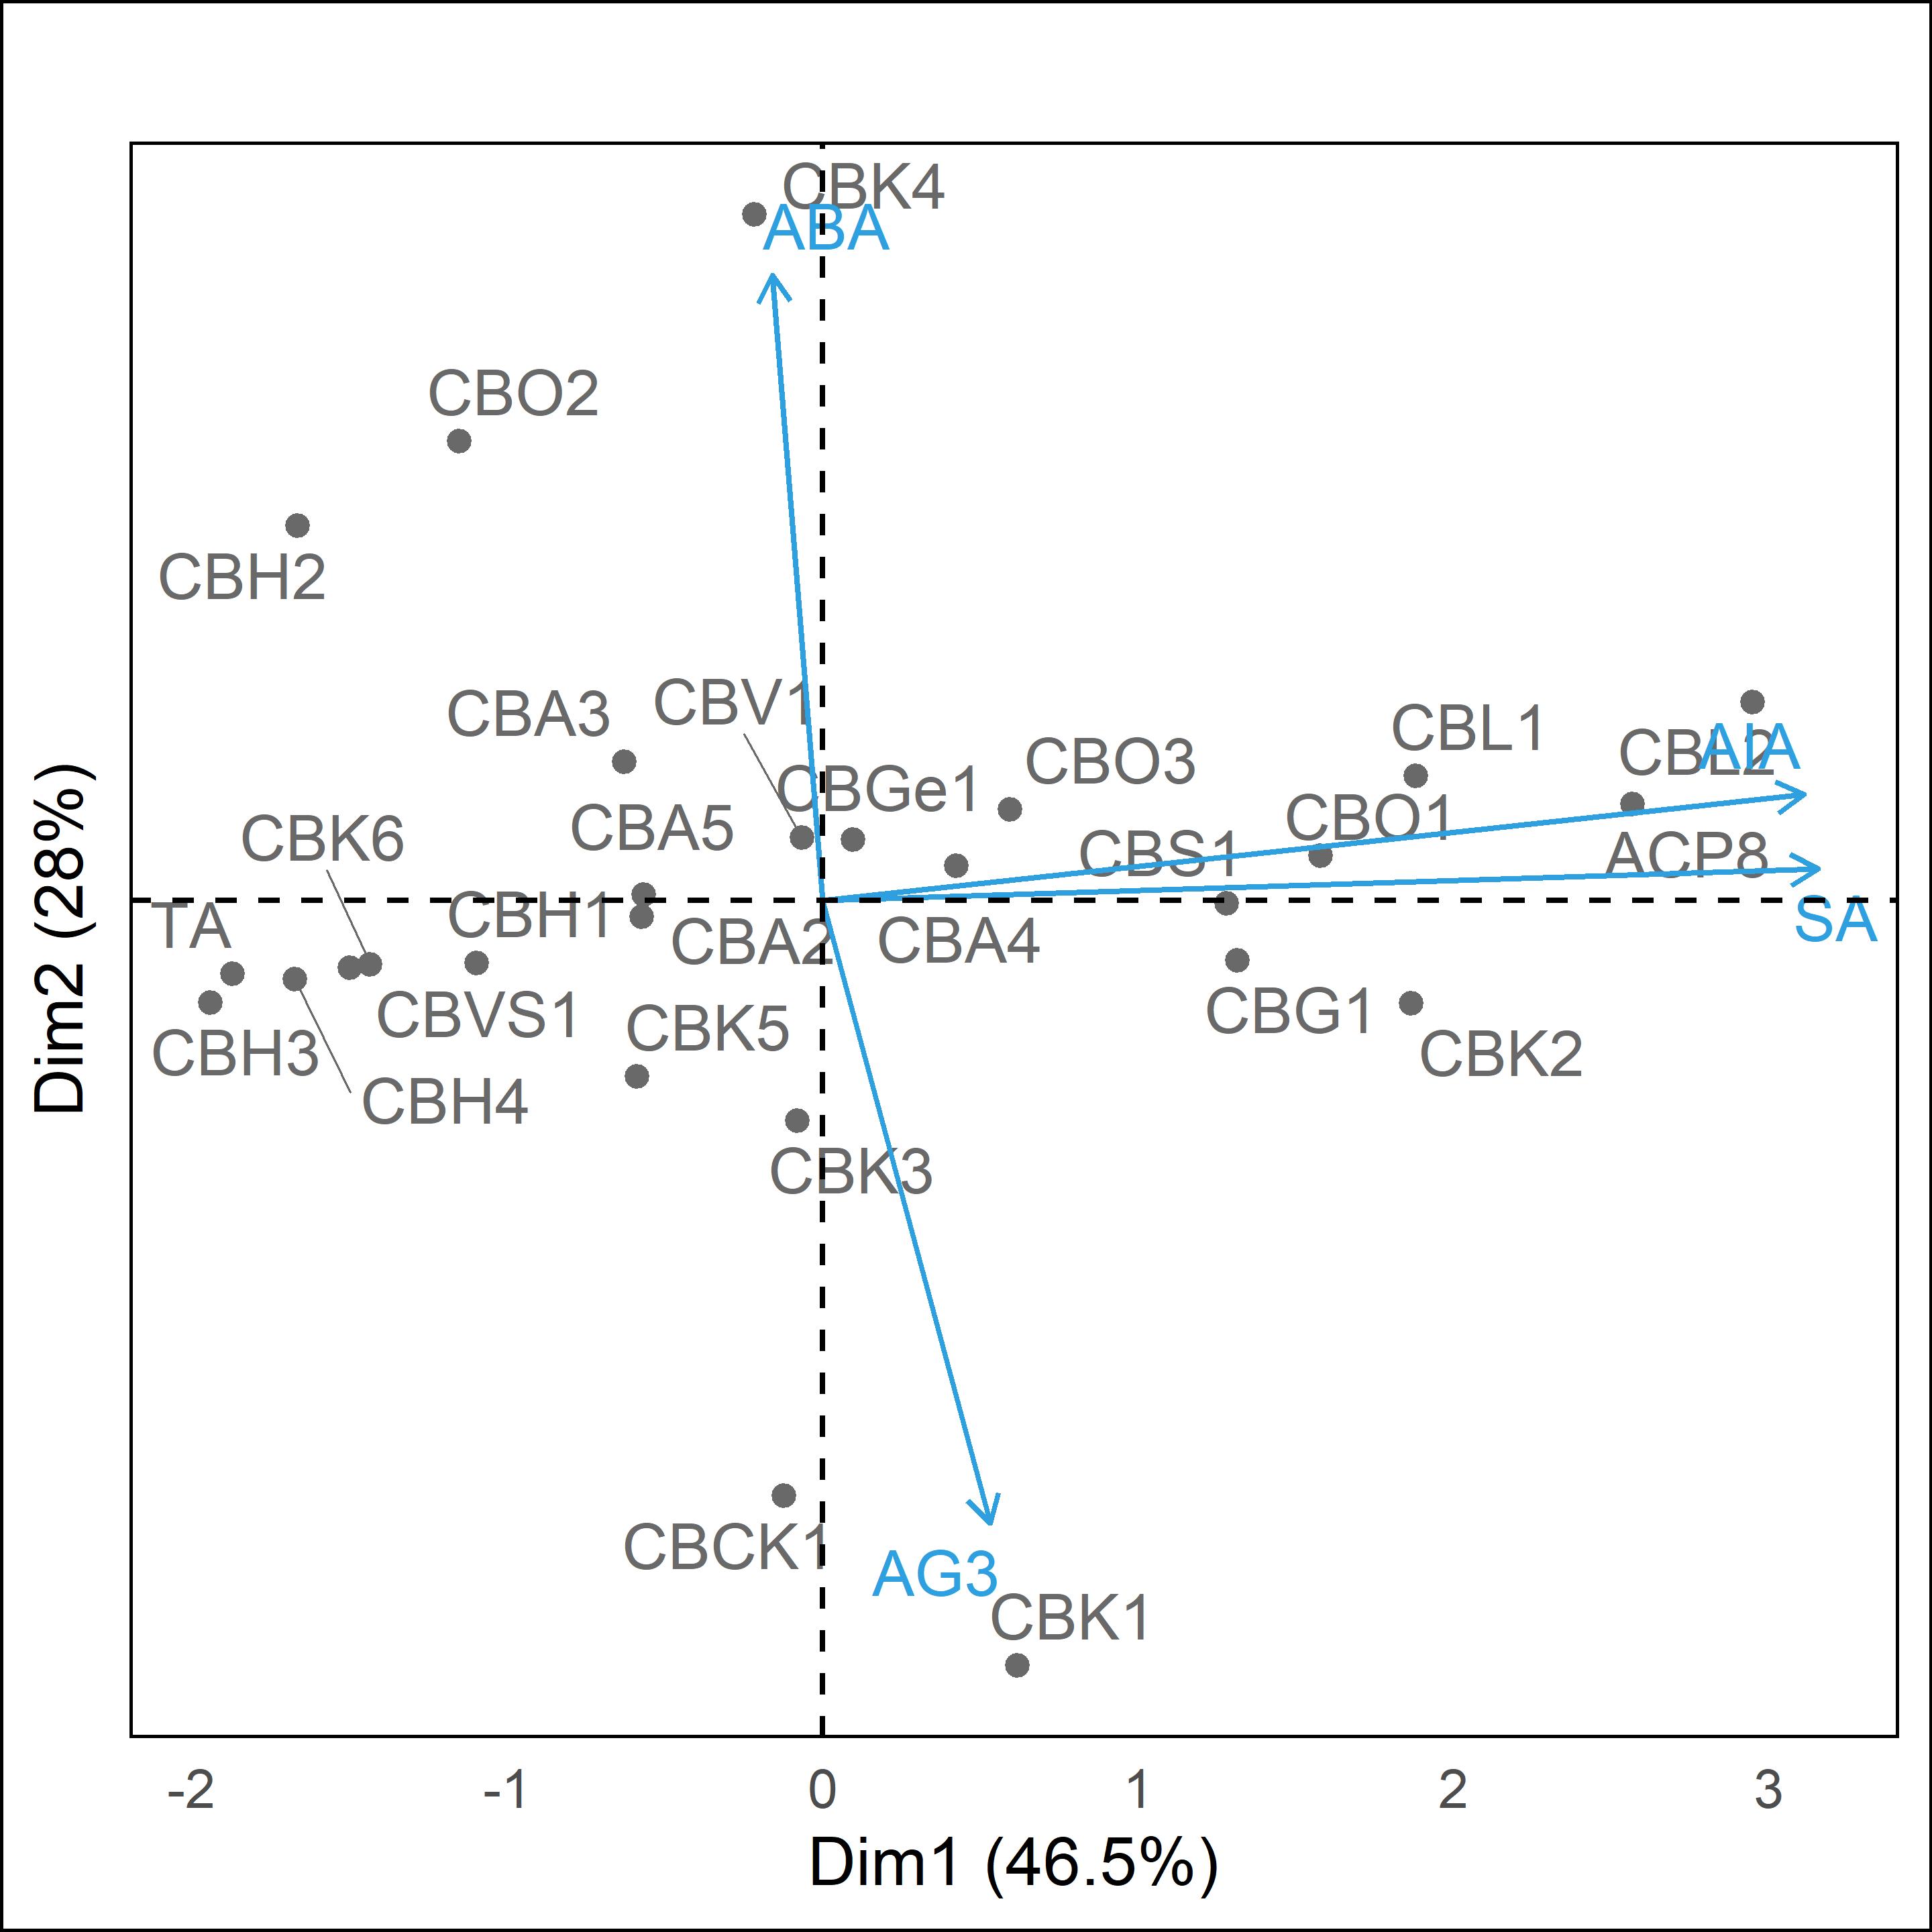 CBK4
ABA
CBO2
CBH2
CBV1
CBA3
CBL1
CBL2
AIA
CBO3
CBGe1
CBA5
CBO1
CBK6
CBS1
ACP8
CBH1
TA
SA
CBA2
CBA4
CBVS1
CBG1
CBK5
CBH3
CBK2
CBH4
CBK3
CBCK1
AG3
CBK1
Dim2 (28%)
-2 -1 0 1 2 3
Dim1 (46.5%)